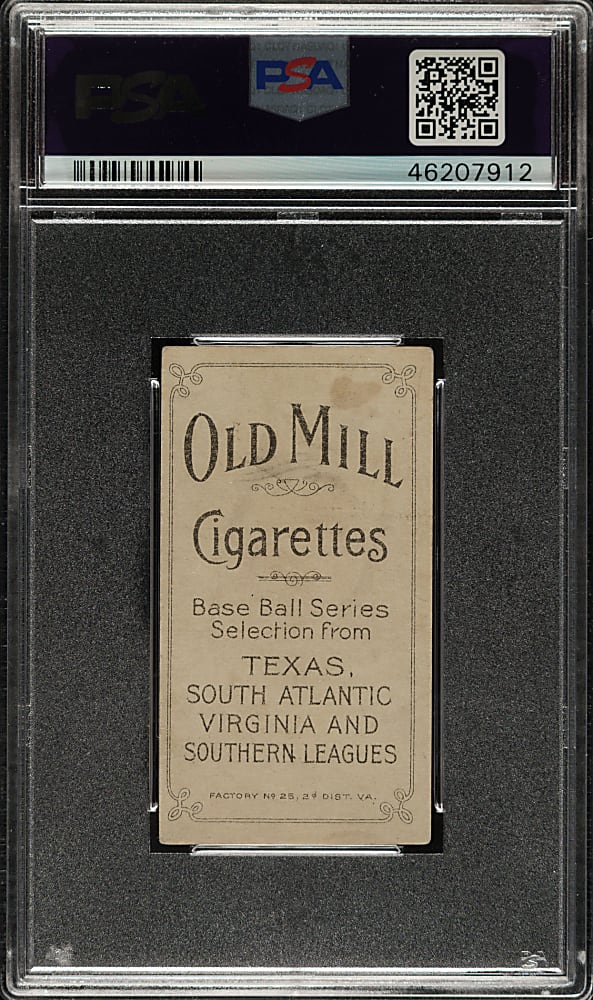 PSA
PSA
46207912
OLD MILL
Cigarettes
Base Ball Series
Selection from
TEXAS,
SOUTH ATLANTIC
VIRGINIA AND
SOUTHERN LEAGUES
FACTORY Nº 25, 2ᵈ DIST. VA.